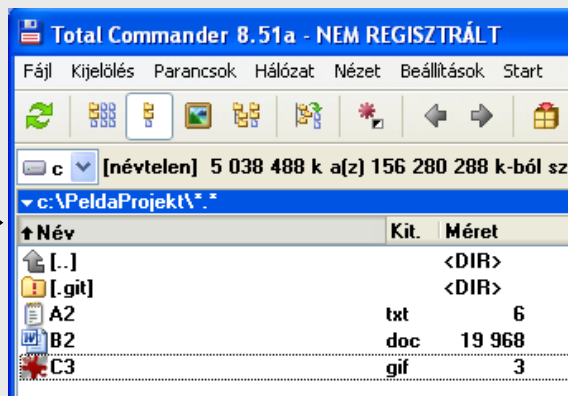 Total Commander 8.51a - NEM REGISZTRÁLT
Fájl Kijelölés Parancsok Hálózat Nézet Beállítások Start
c [névtelen] 5 038 488 k a(z) 156 280 288 k-ból sz
c:\PeldaProjekt\*.*
Név Kit. Méret
[..] <DIR>
[.git] <DIR>
A2 txt 6
B2 doc 19 968
C3 gif 3